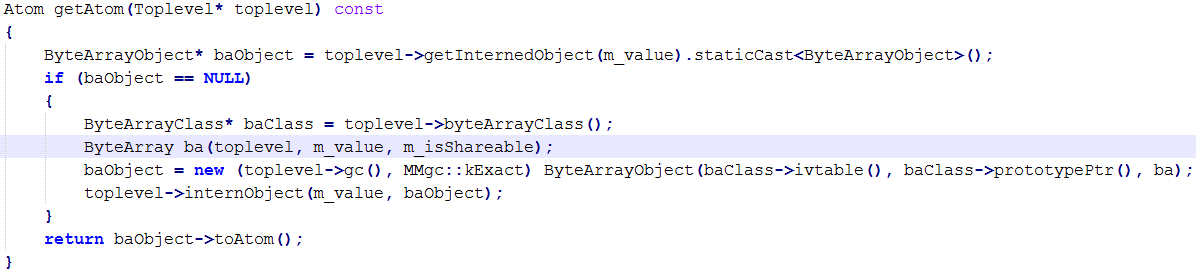 Atom getAtom(Toplevel* toplevel) const
{
    ByteArrayObject* baObject = toplevel->getInternedObject(m_value).staticCast<ByteArrayObject>();
    if (baObject == NULL)
    {
        ByteArrayClass* baClass = toplevel->byteArrayClass();
        ByteArray ba(toplevel, m_value, m_isShareable);
        baObject = new (toplevel->gc(), MMgc::kExact) ByteArrayObject(baClass->ivtable(), baClass->prototypePtr(), ba);
        toplevel->internObject(m_value, baObject);
    }
    return baObject->toAtom();
}